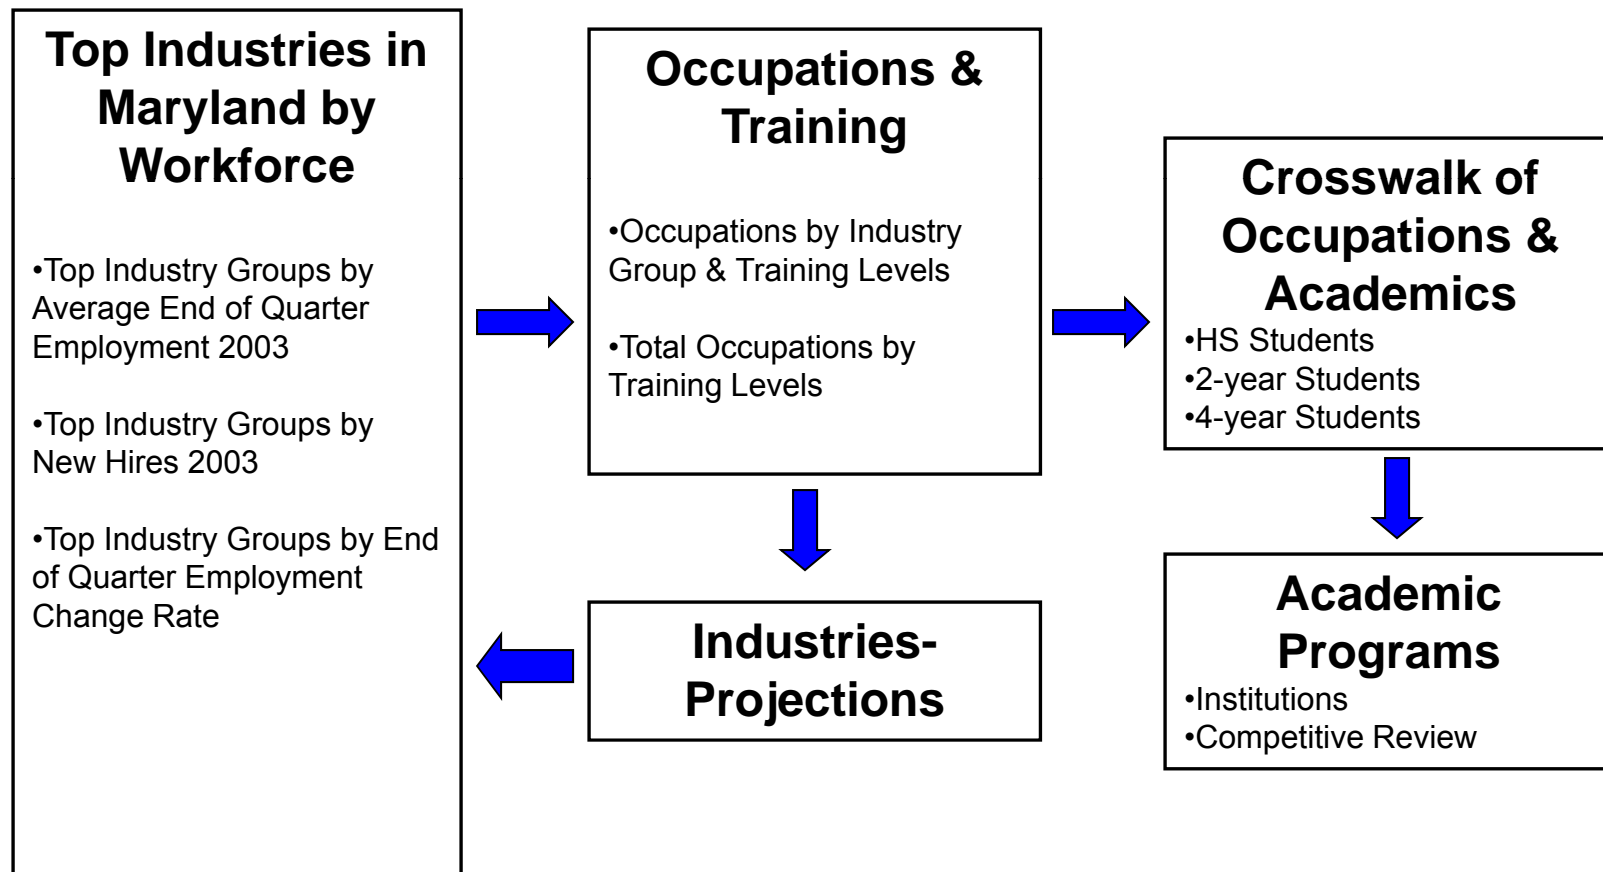 Top Industries in
Maryland by
Workforce
•Top Industry Groups by
Average End of Quarter
Employment 2003
•Top Industry Groups by
New Hires 2003
•Top Industry Groups by End
of Quarter Employment
Change Rate
Occupations &
Training
•Occupations by Industry
Group & Training Levels
•Total Occupations by
Training Levels
Industries-
Projections
Crosswalk of
Occupations &
Academics
•HS Students
•2-year Students
•4-year Students
Academic
Programs
•Institutions
•Competitive Review